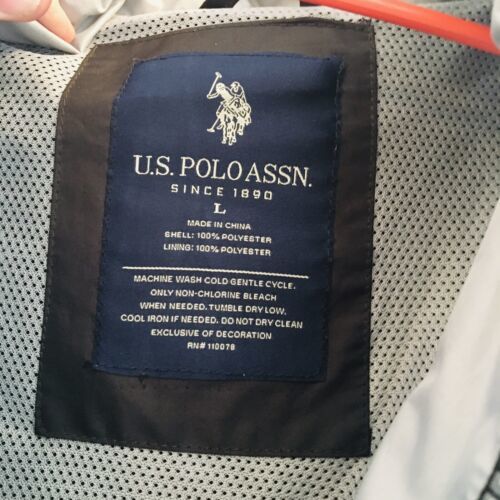 U.S. POLO ASSN.
SINCE 1890
L
MADE IN CHINA
SHELL: 100% POLYESTER
LINING: 100% POLYESTER
MACHINE WASH COLD GENTLE CYCLE.
ONLY NON-CHLORINE BLEACH
WHEN NEEDED. TUMBLE DRY LOW.
COOL IRON IF NEEDED. DO NOT DRY CLEAN
EXCLUSIVE OF DECORATION
RN# 110078